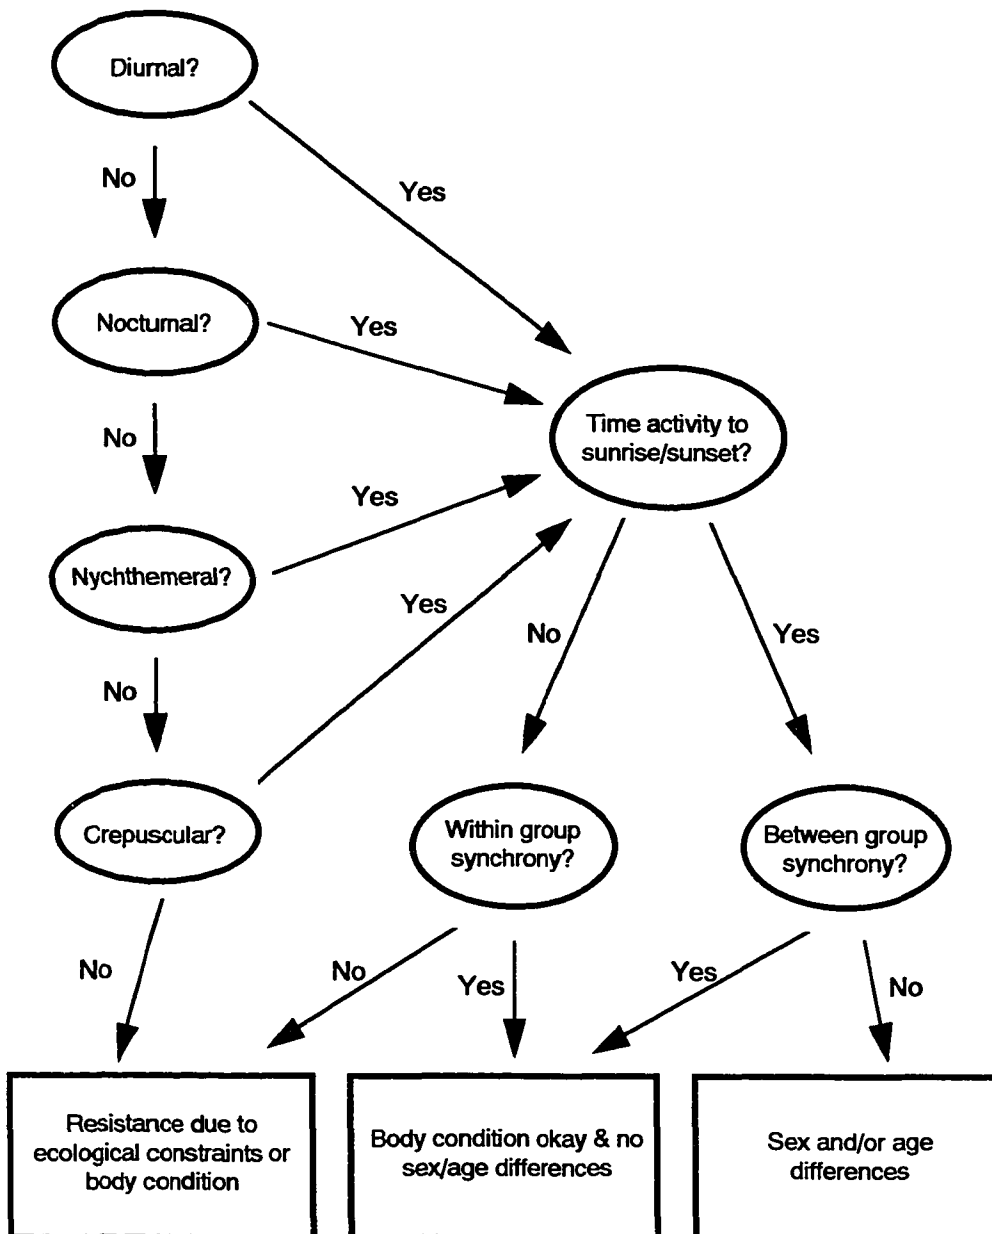 Diurnal?
No
Yes
Nocturnal?
Yes
No
Time activity to
sunrise/sunset?
Yes
Nychthemeral?
Yes
No
Yes
No
Crepuscular?
Within group
synchrony?
Between group
synchrony?
No
No
Yes
Yes
No
Resistance due to
ecological constraints or
body condition
Body condition okay & no
sex/age differences
Sex and/or age
differences